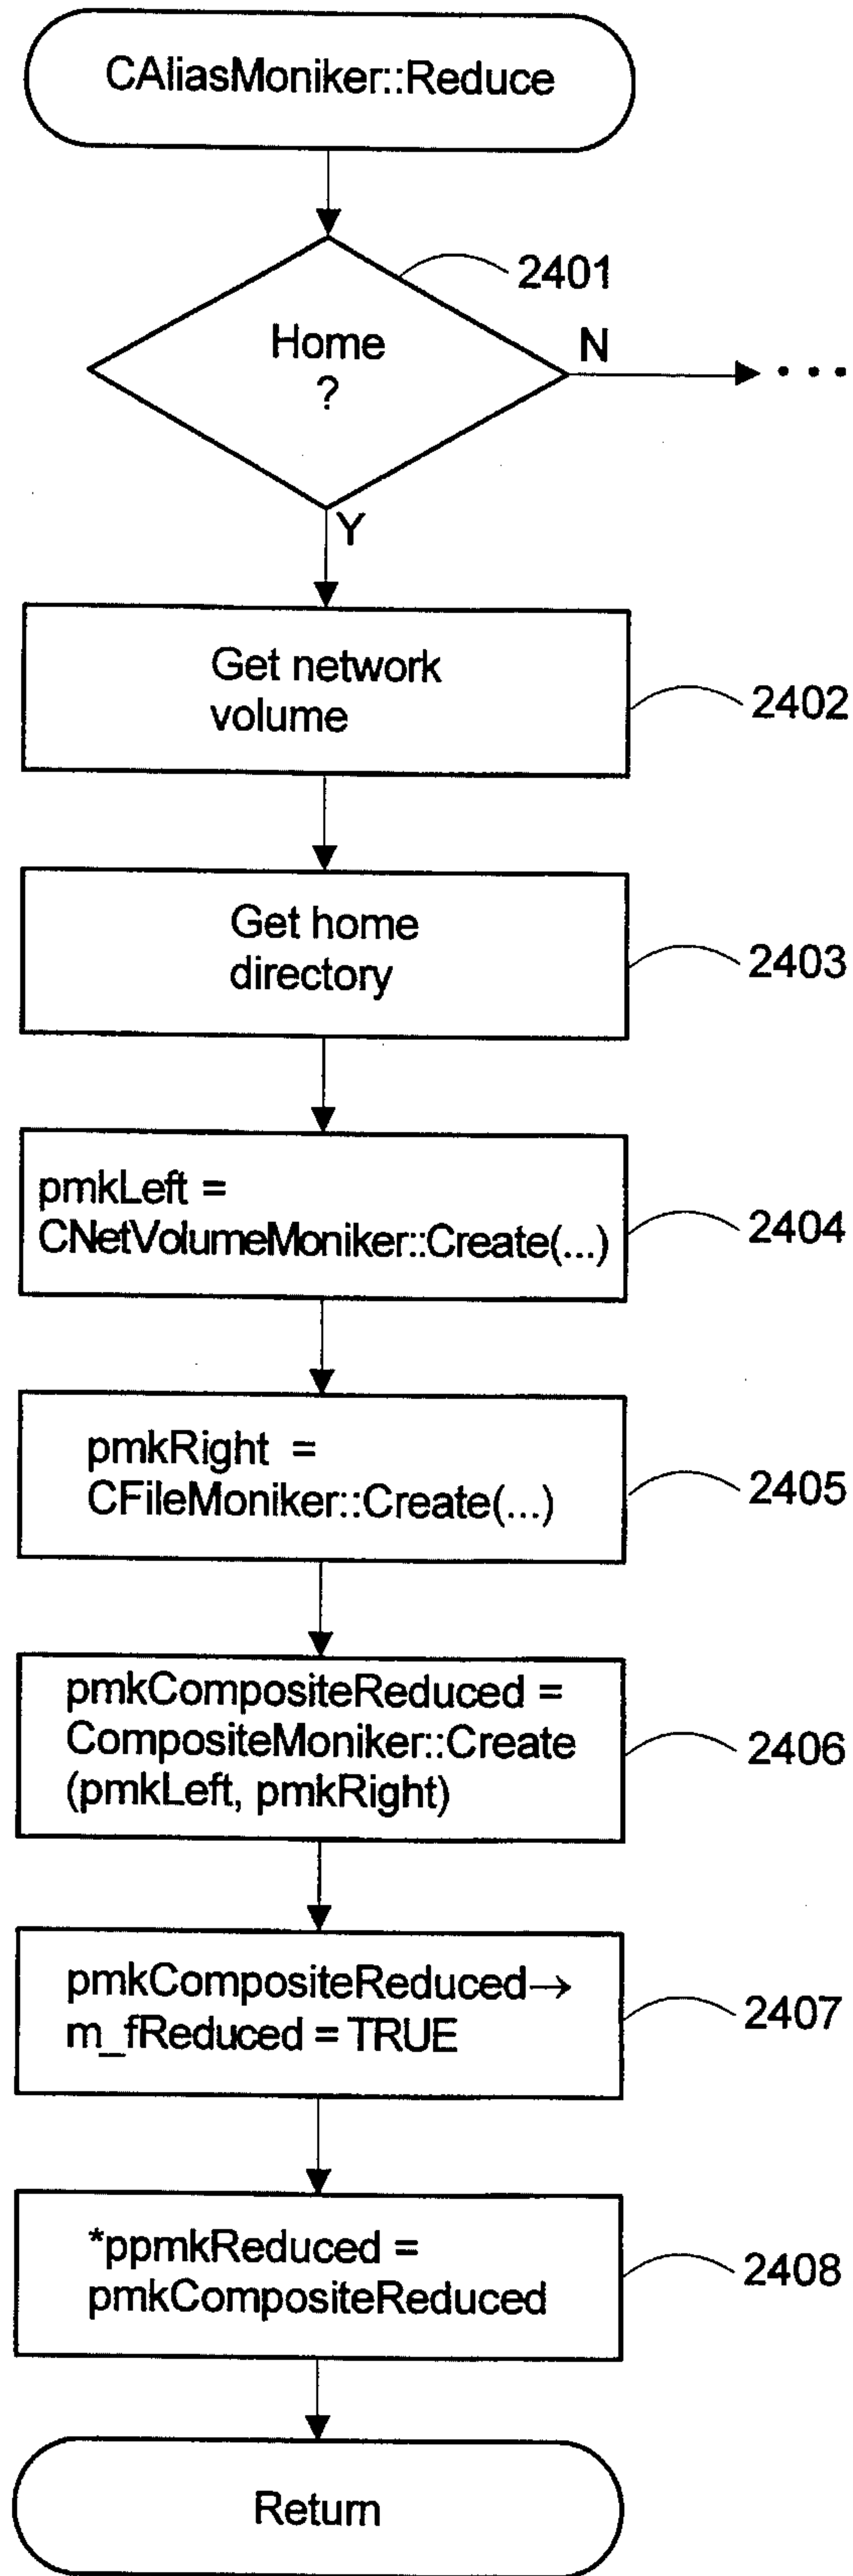 CAliasMoniker::Reduce
2401
Home
?
N
. . .
Y
Get network
volume
2402
Get home
directory
2403
pmkLeft =
CNetVolumeMoniker::Create(...)
2404
pmkRight =
CFileMoniker::Create(...)
2405
pmkCompositeReduced =
CompositeMoniker::Create
(pmkLeft, pmkRight)
2406
pmkCompositeReduced→
m_fReduced = TRUE
2407
*ppmkReduced =
pmkCompositeReduced
2408
Return